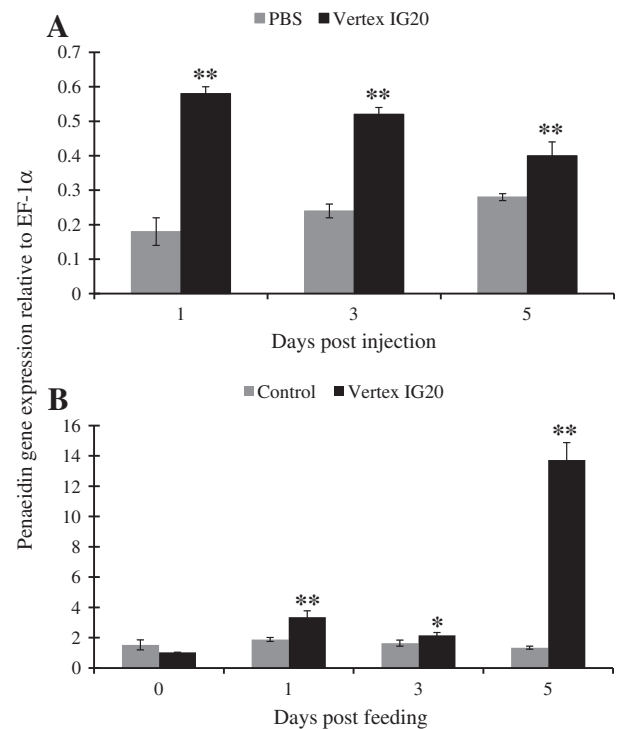 A
PBS Vertex IG20
Penaeidin gene expression relative to EF-1α
0.7
0.6
0.5
0.4
0.3
0.2
0.1
0
**
**
**
1 3 5
Days post injection
B
Control Vertex IG20
16
14
12
10
8
6
4
2
0
**
*
**
0 1 3 5
Days post feeding